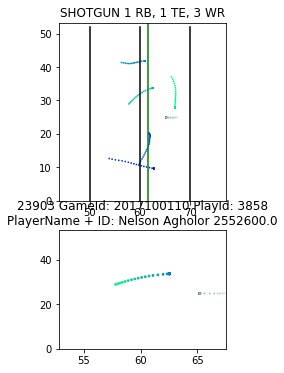 SHOTGUN 1 RB, 1 TE, 3 WR
50
40
30
20
10
0
50 60 70
23903 GameId: 2017100110 PlayId: 3858
PlayerName + ID: Nelson Agholor 2552600.0
40
20
0
55 60 65